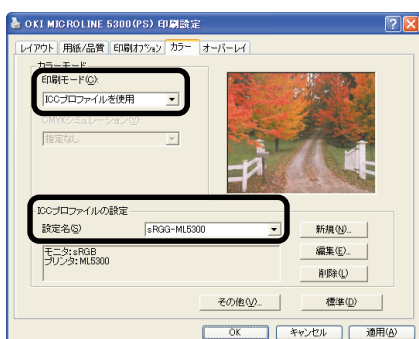 OKI MICROLINE 5300(PS) 印刷設定
レイアウト 用紙/品質 印刷オプション カラー オーバーレイ
カラーモード
印刷モード(C):
ICCプロファイルを使用
CMYKシミュレーション(Y):
指定なし
ICCプロファイルの設定
設定名(S) sRGG-ML5300 新規(N)...
モニタ: sRGB 編集(E)...
プリンタ: ML5300
削除(L)
その他(V)... 標準(D)
OK キャンセル 適用(A)